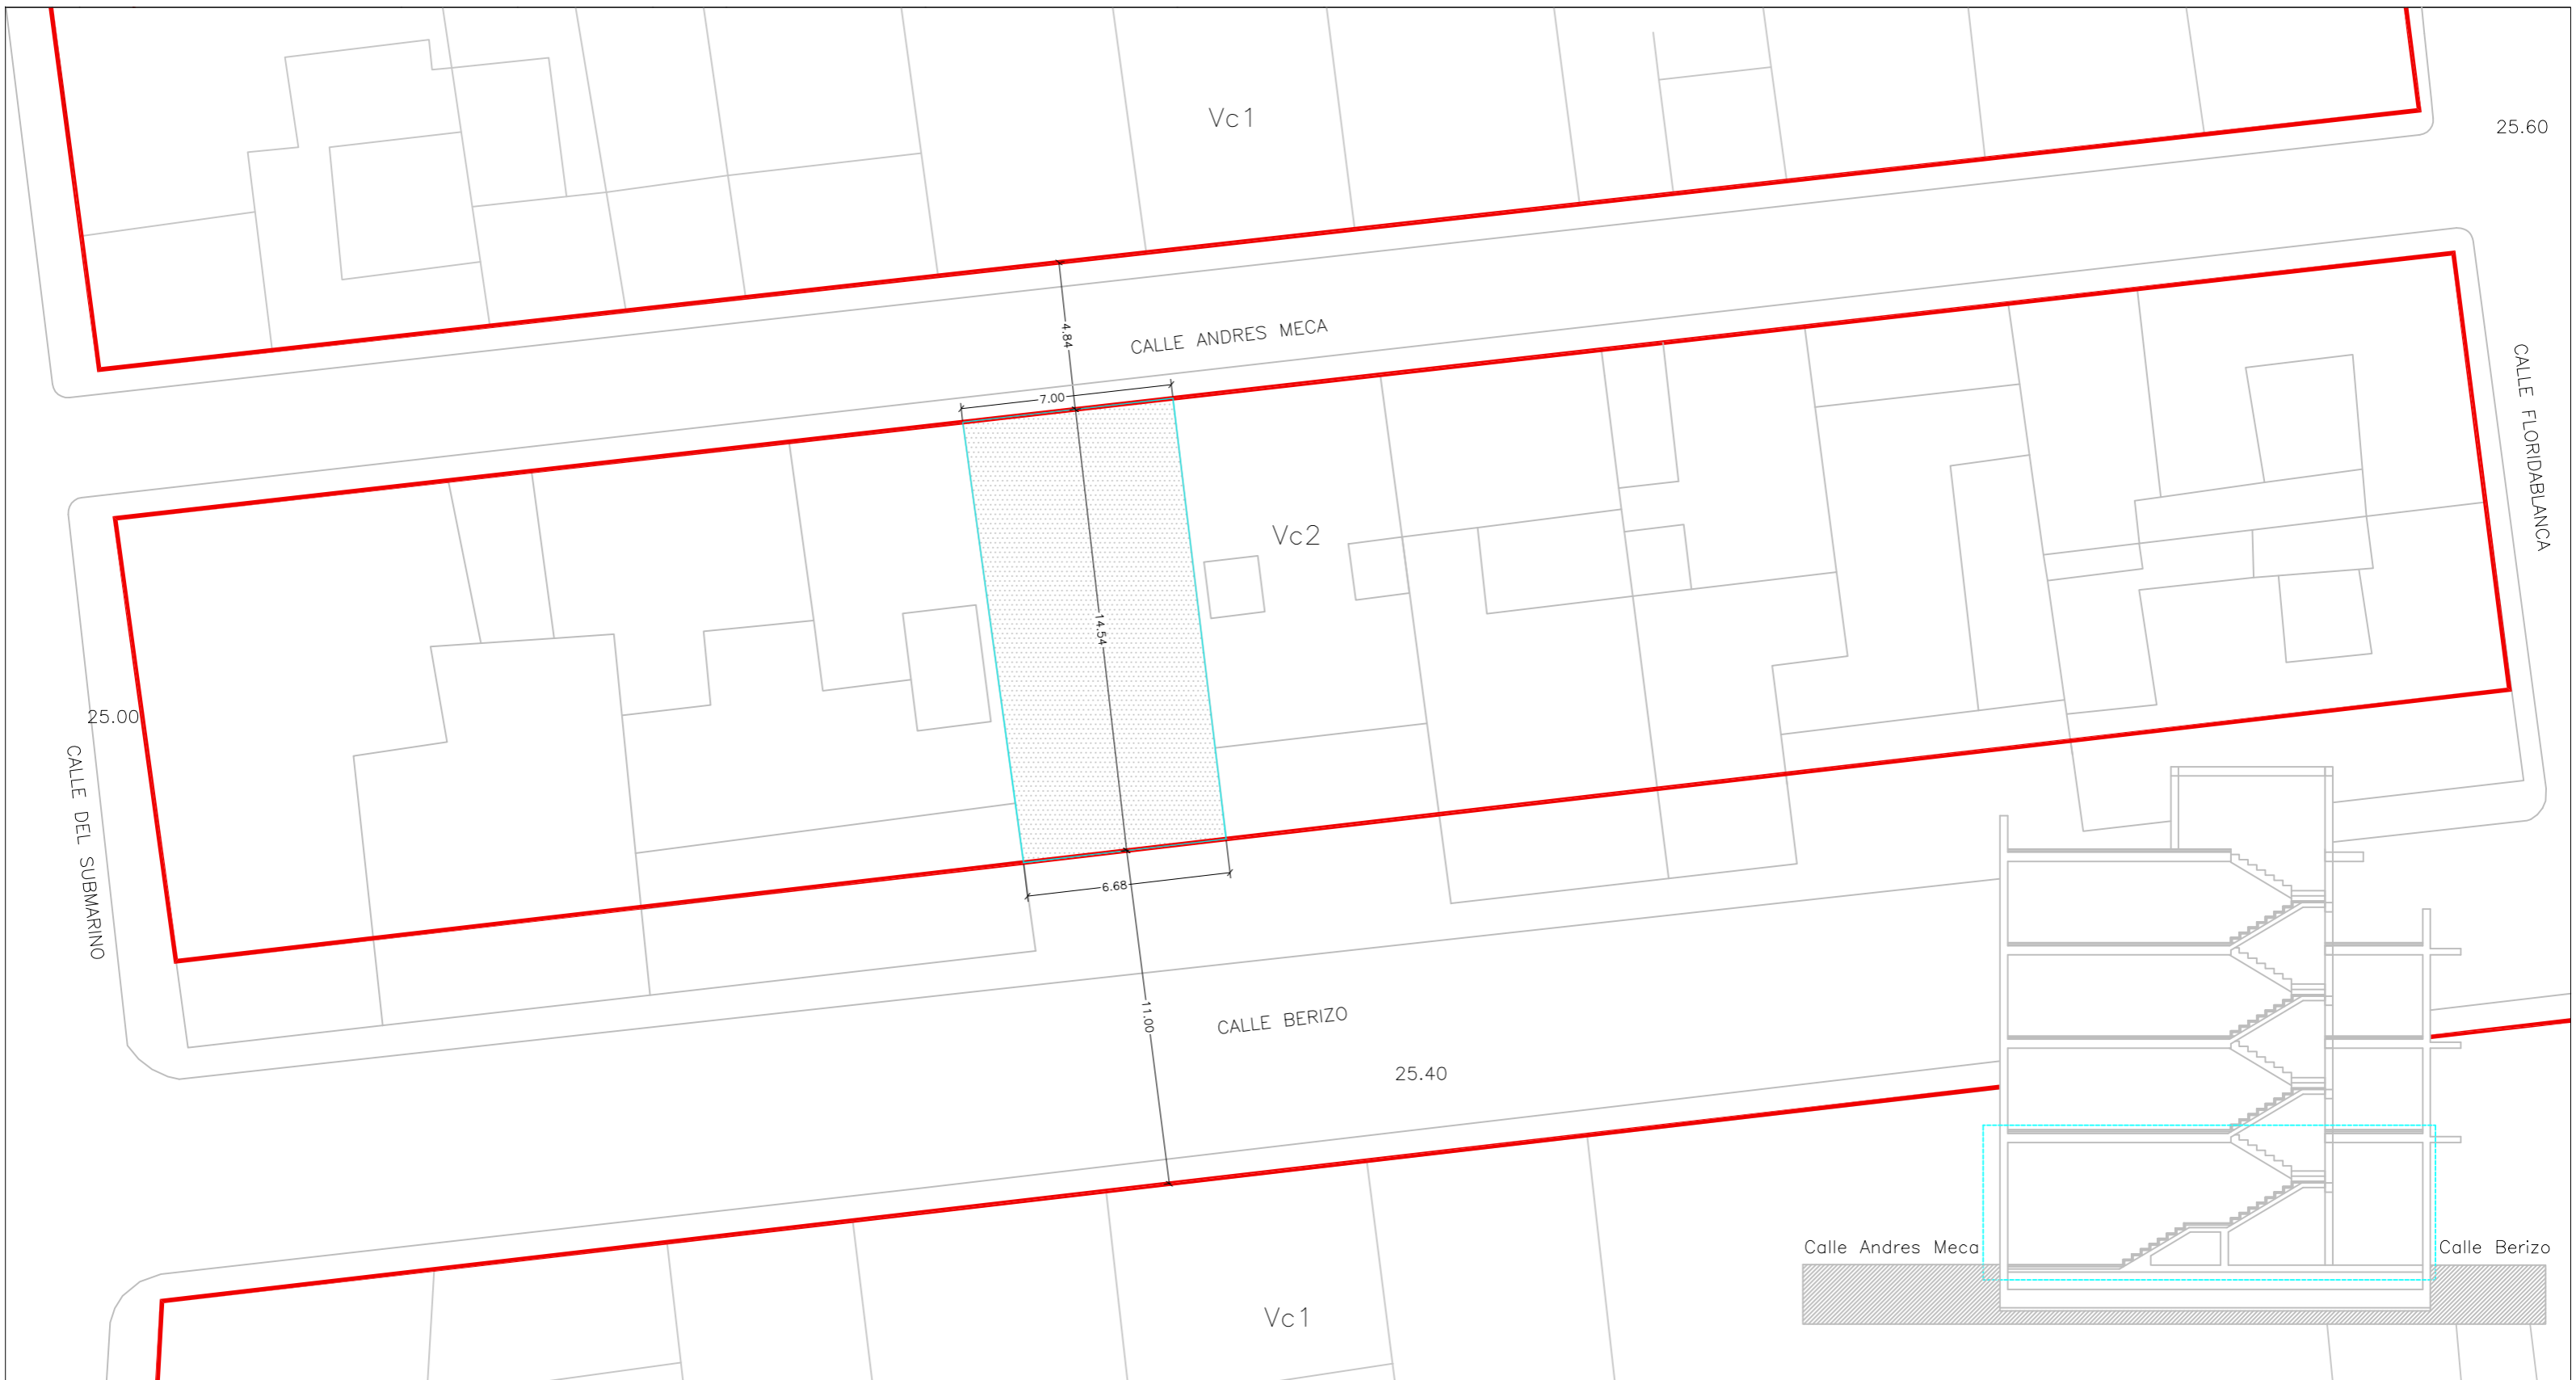 Vc1
25.60
4.84
CALLE ANDRES MECA
7.00
CALLE FLORIDABLANCA
Vc2
14.54
25.00
CALLE DEL SUBMARINO
6.68
11.00
CALLE BERIZO
25.40
Calle Andres Meca
Calle Berizo
Vc1